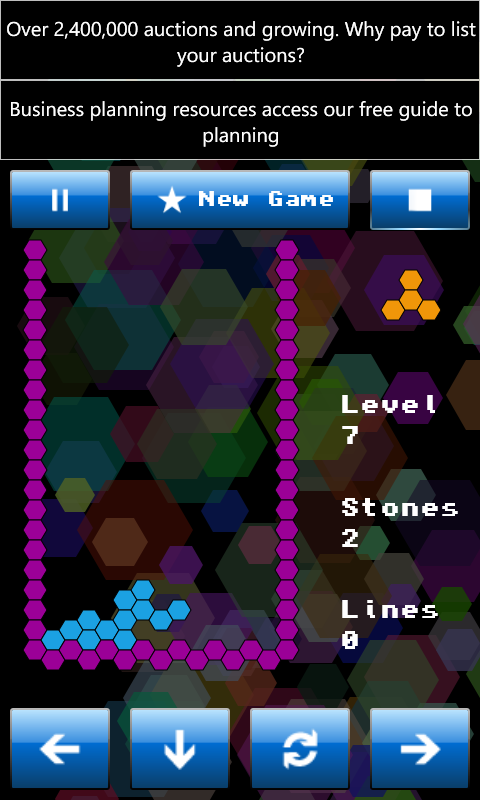 Over 2,400,000 auctions and growing. Why pay to list
your auctions?
Business planning resources access our free guide to
planning
New Game
Level
7
Stones
2
Lines
0